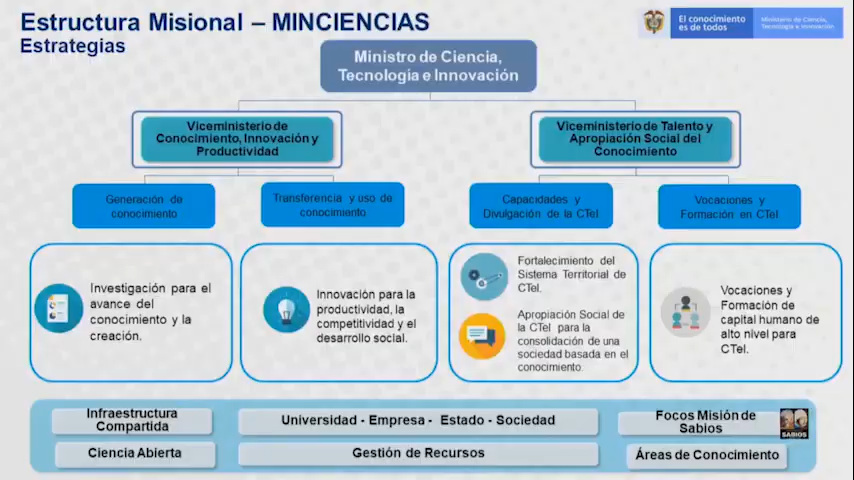 Estructura Misional – MINCIENCIAS
Estrategias
El conocimiento
es de todos
Ministerio de Ciencia,
Tecnología e Innovación
Ministro de Ciencia,
Tecnología e Innovación
Viceministerio de
Conocimiento, Innovación y
Productividad
Viceministerio de Talento y
Apropiación Social del
Conocimiento
Generación de
conocimiento
Transferencia y uso de
conocimiento
Capacidades y
Divulgación de la CTeI
Vocaciones y
Formación en CTeI
Investigación para el
avance del
conocimiento y la
creación.
Innovación para la
productividad, la
competitividad y el
desarrollo social.
Fortalecimiento del
Sistema Territorial de
CTeI.
Apropiación Social de
la CTeI para la
consolidación de una
sociedad basada en el
conocimiento.
Vocaciones y
Formación de
capital humano de
alto nivel para
CTeI.
Infraestructura
Compartida
Universidad - Empresa - Estado - Sociedad
Focos Misión de
Sabios
SABIOS
Ciencia Abierta
Gestión de Recursos
Áreas de Conocimiento